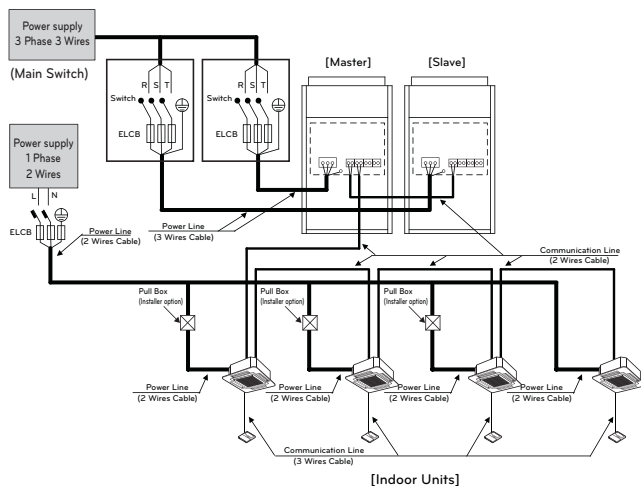 Power supply
3 Phase 3 Wires
(Main Switch)
[Master]
[Slave]
R S T
Switch
ELCB
R S T
Switch
ELCB
Power supply
1 Phase
2 Wires
L N
ELCB
Power Line
(2 Wires Cable)
Power Line
(3 Wires Cable)
Communication Line
(2 Wires Cable)
Pull Box
(Installer option)
Pull Box
(Installer option)
Pull Box
(Installer option)
Power Line
(2 Wires Cable)
Power Line
(2 Wires Cable)
Power Line
(2 Wires Cable)
Power Line
(2 Wires Cable)
Communication Line
(3 Wires Cable)
[Indoor Units]